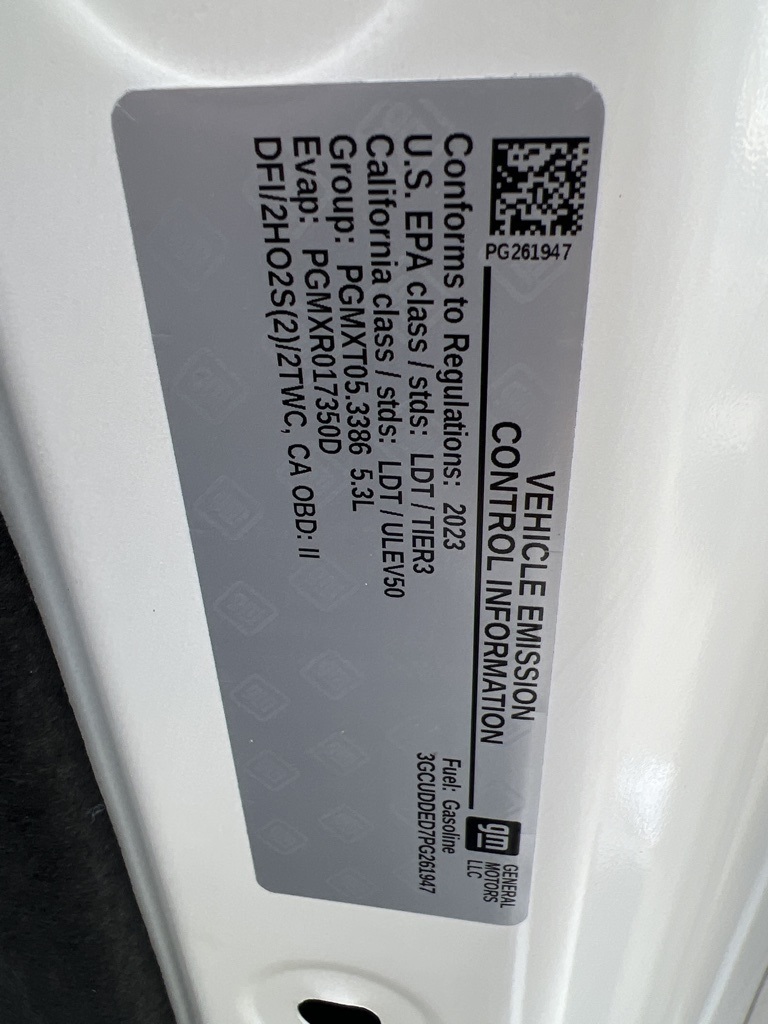 PG261947
VEHICLE EMISSION
CONTROL INFORMATION
gm
GENERAL
MOTORS
LLC
Conforms to Regulations: 2023
Fuel: Gasoline
U.S. EPA class / stds: LDT / TIER3
3GCUDDED7PG261947
California class / stds: LDT / ULEV50
Group: PGMXT05.3386 5.3L
Evap: PGMXR017350D
DFI/2HO2S(2)/2TWC, CA OBD: II